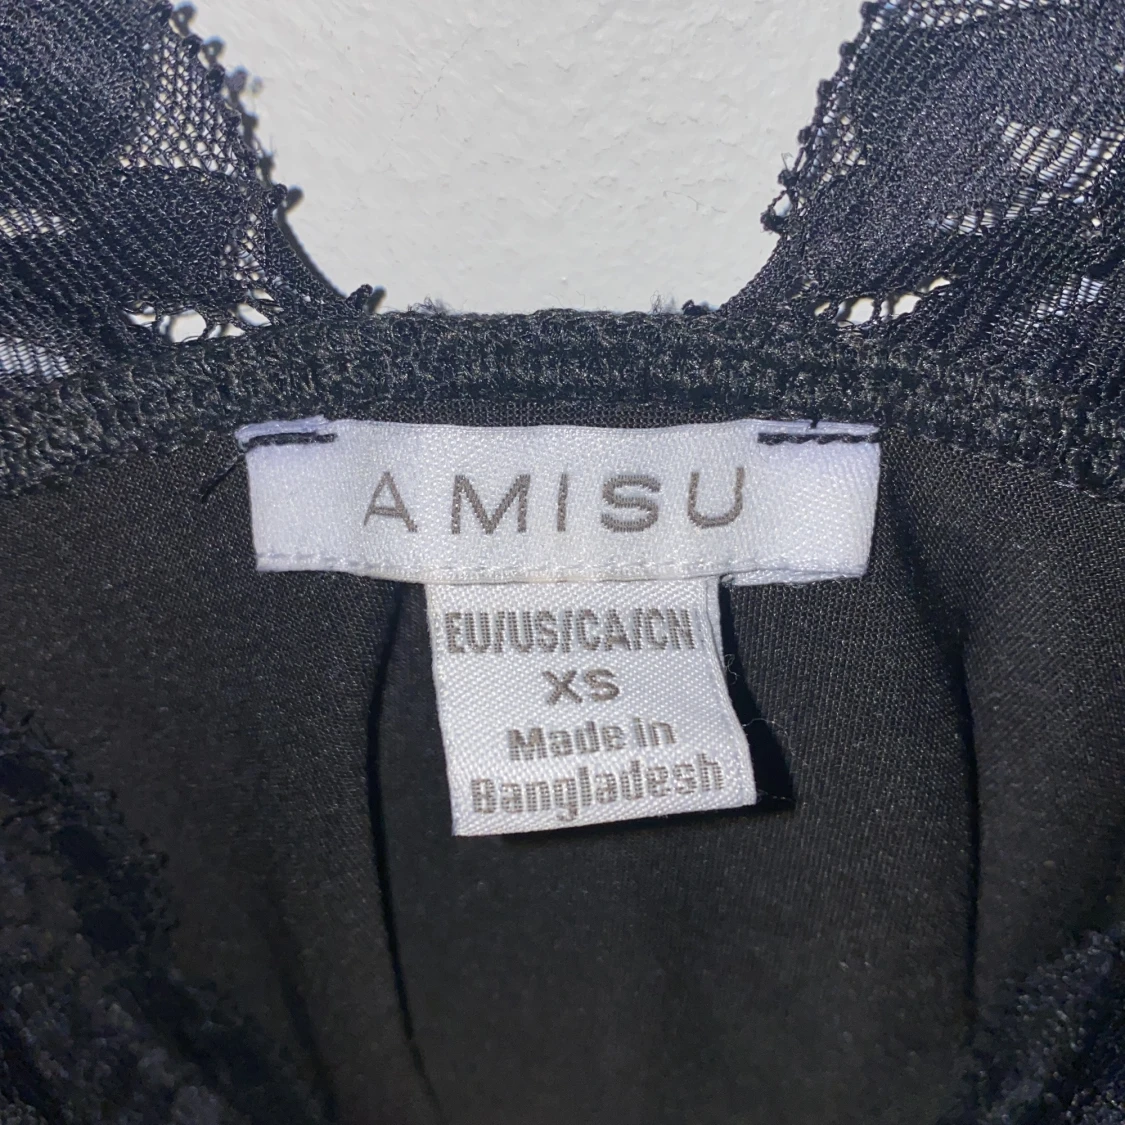 AMISU
EU/US/CA/CN
XS
Made in
Bangladesh